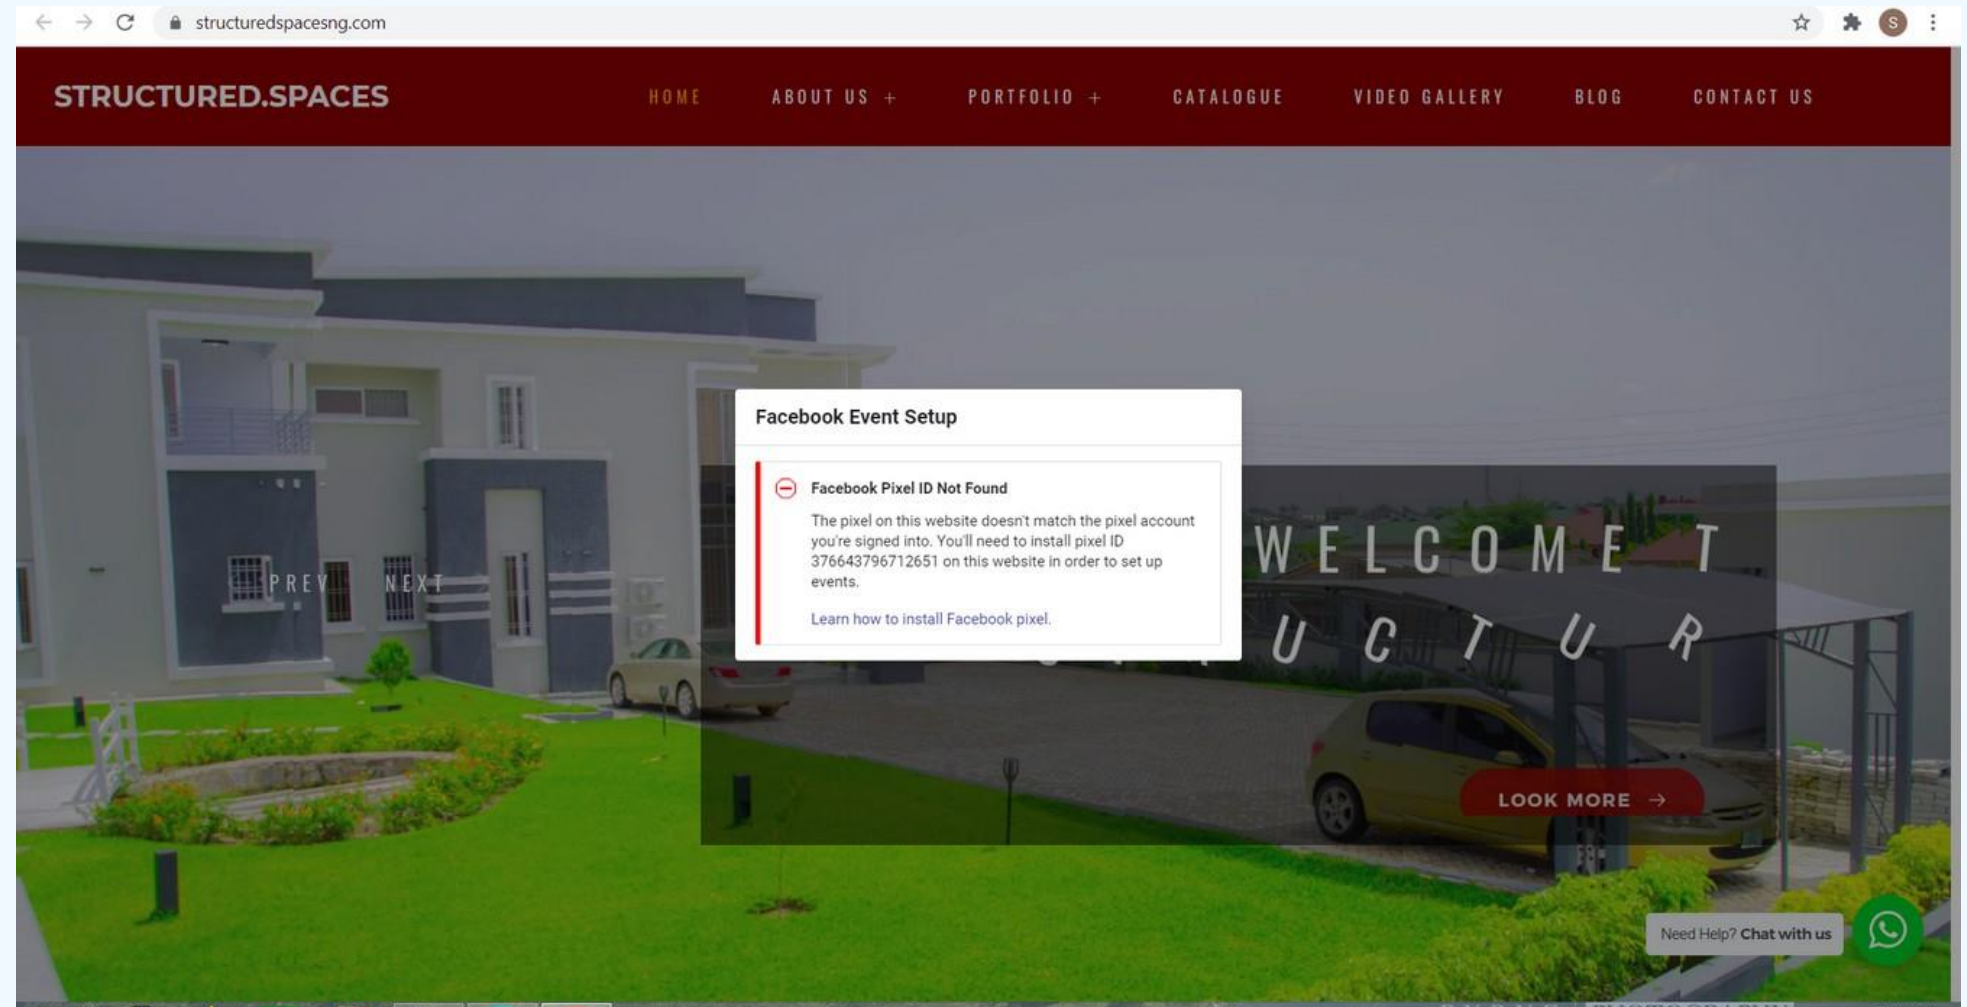 structuredspacesng.com
S
STRUCTURED.SPACES
HOME ABOUT US + PORTFOLIO + CATALOGUE VIDEO GALLERY BLOG CONTACT US
Facebook Event Setup
Facebook Pixel ID Not Found
The pixel on this website doesn't match the pixel account
you're signed into. You'll need to install pixel ID
376643796712651 on this website in order to set up
events.
Learn how to install Facebook pixel.
PREV NEXT
WELCOME T
UCTUR
LOOK MORE →
Need Help? Chat with us